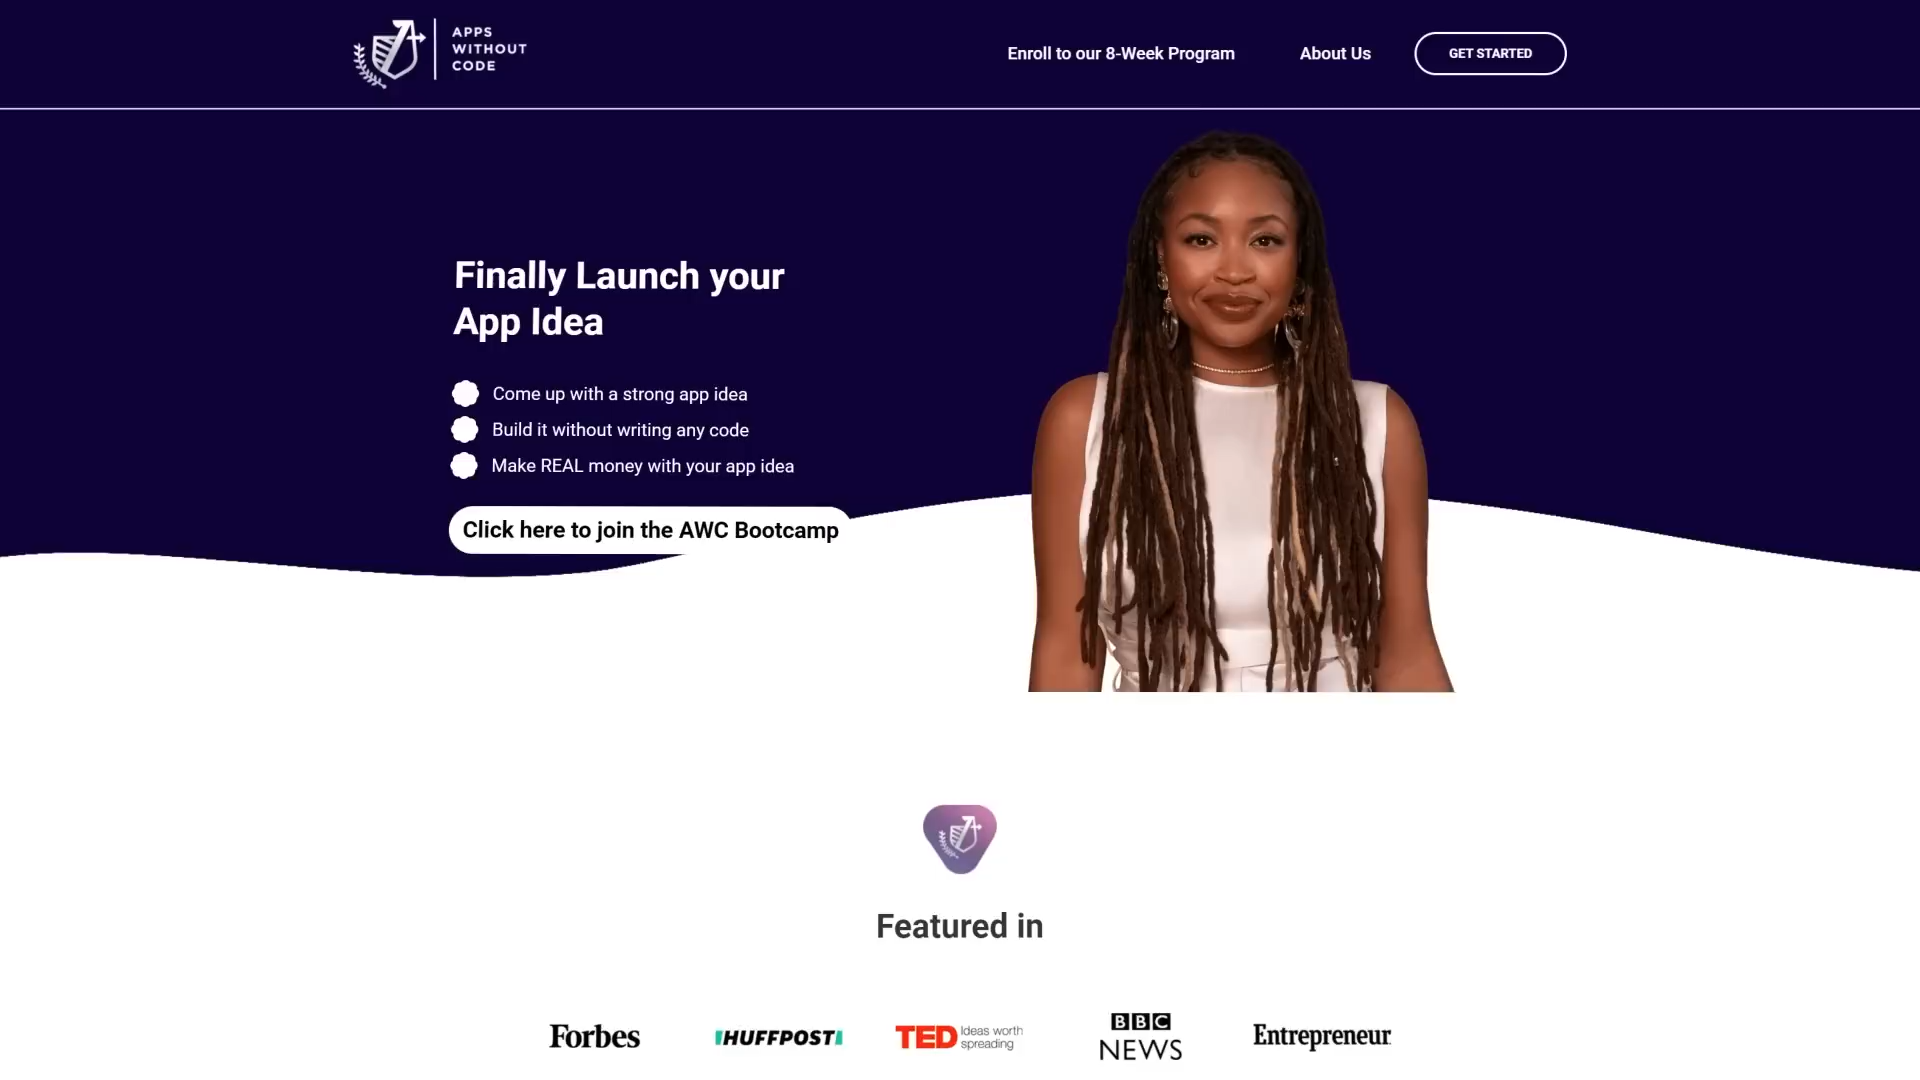 APPS
WITHOUT
CODE
Enroll to our 8-Week Program
About Us
GET STARTED
Finally Launch your
App Idea
Come up with a strong app idea
Build it without writing any code
Make REAL money with your app idea
Click here to join the AWC Bootcamp
Featured in
Forbes
HUFFPOST
TED Ideas worth
spreading
BBC
NEWS
Entrepreneur